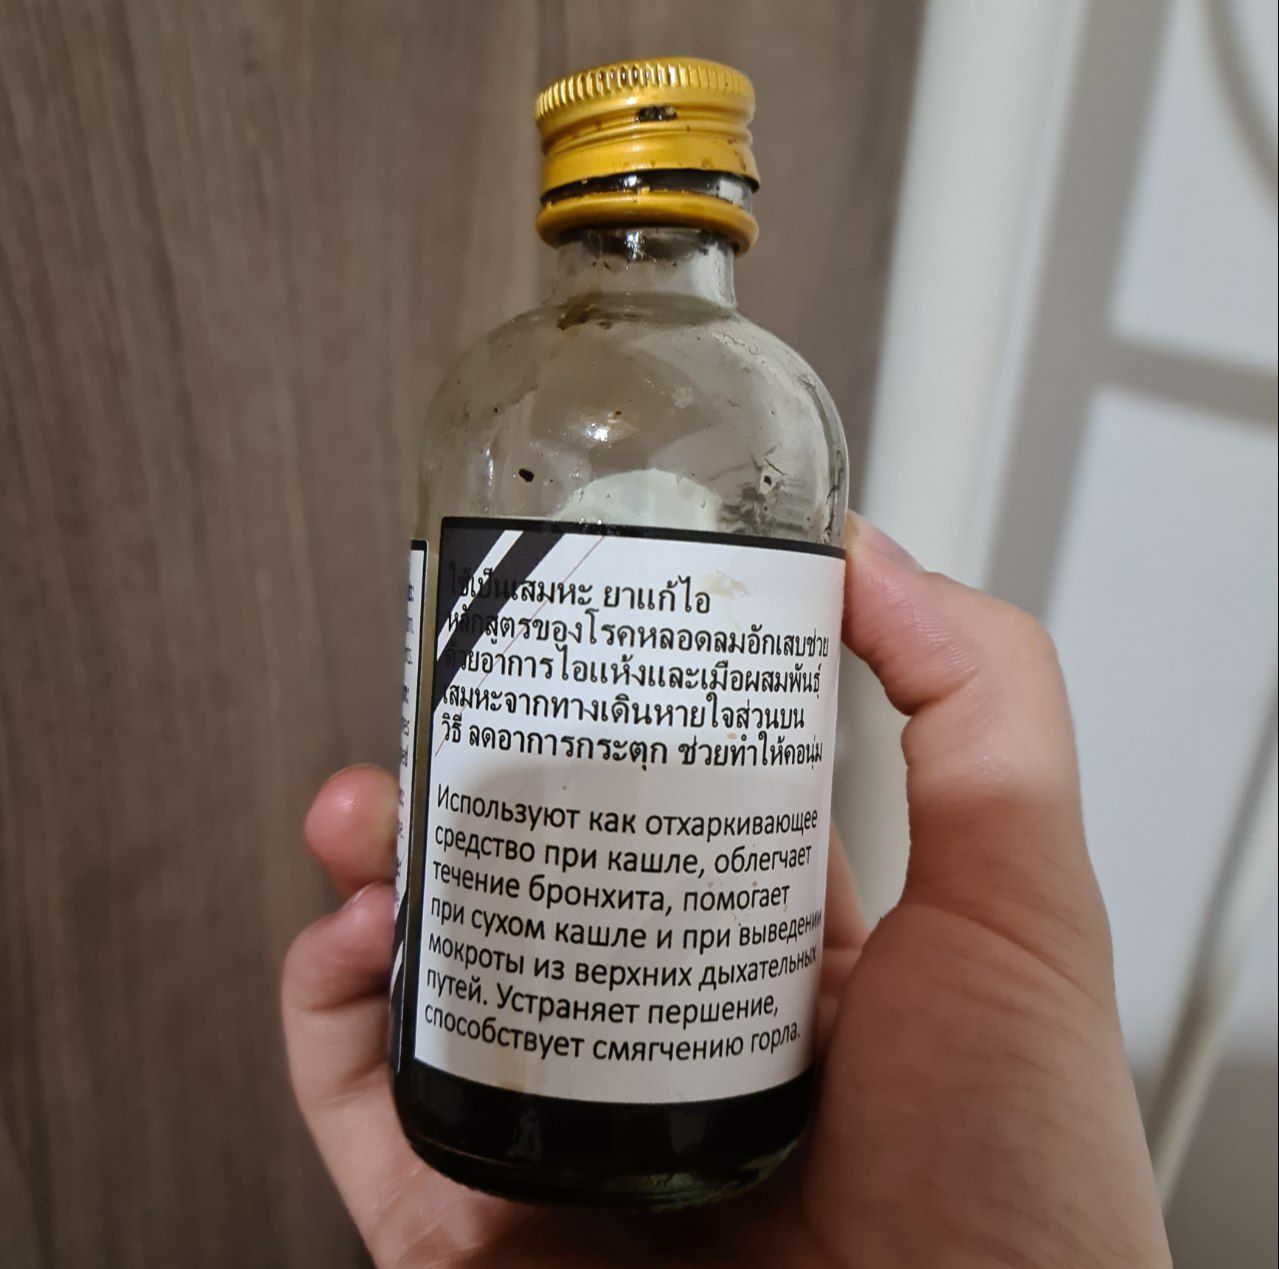 ใช้เป็นเสมหะ ยาแก้ไอ
หลักสูตรของโรคหลอดลมอักเสบช่วย
ด้วยอาการไอแห้งและเมือผสมพันธุ์
เสมหะจากทางเดินหายใจส่วนบน
วิธี ลดอาการกระตุก ช่วยทำให้คอนุ่ม
Используют как отхаркивающее
средство при кашле, облегчает
течение бронхита, помогает
при сухом кашле и при выведении
мокроты из верхних дыхательных
путей. Устраняет першение,
способствует смягчению горла.